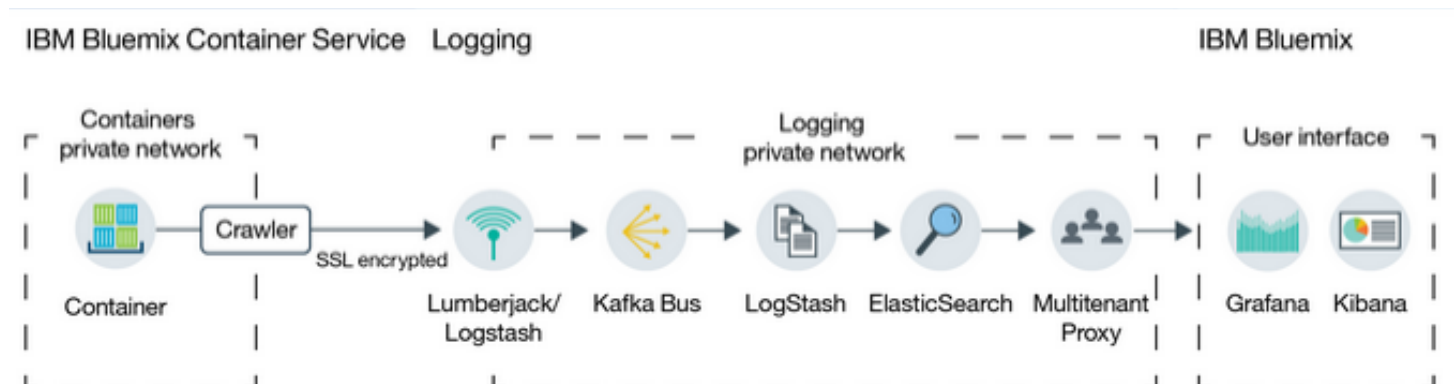 IBM Bluemix Container Service
Logging
IBM Bluemix
Containers
private network
Logging
private network
User interface
Crawler
SSL encrypted
Container
Lumberjack/
Logstash
Kafka Bus
LogStash
ElasticSearch
Multitenant
Proxy
Grafana
Kibana